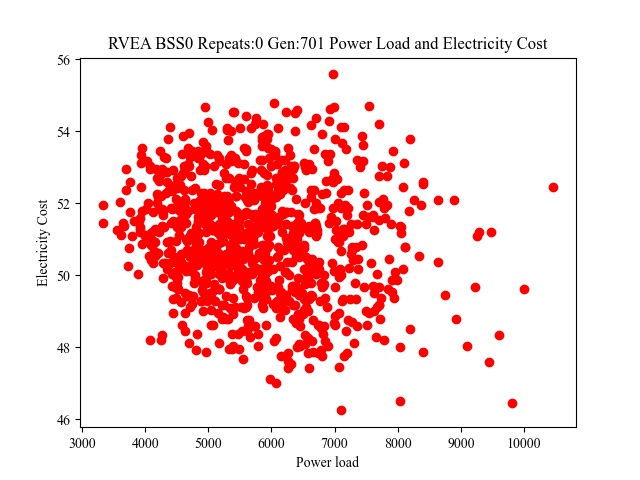 RVEA BSS0 Repeats:0 Gen:701 Power Load and Electricity Cost
56
54
52
50
48
46
Electricity Cost
3000 4000 5000 6000 7000 8000 9000 10000
Power load